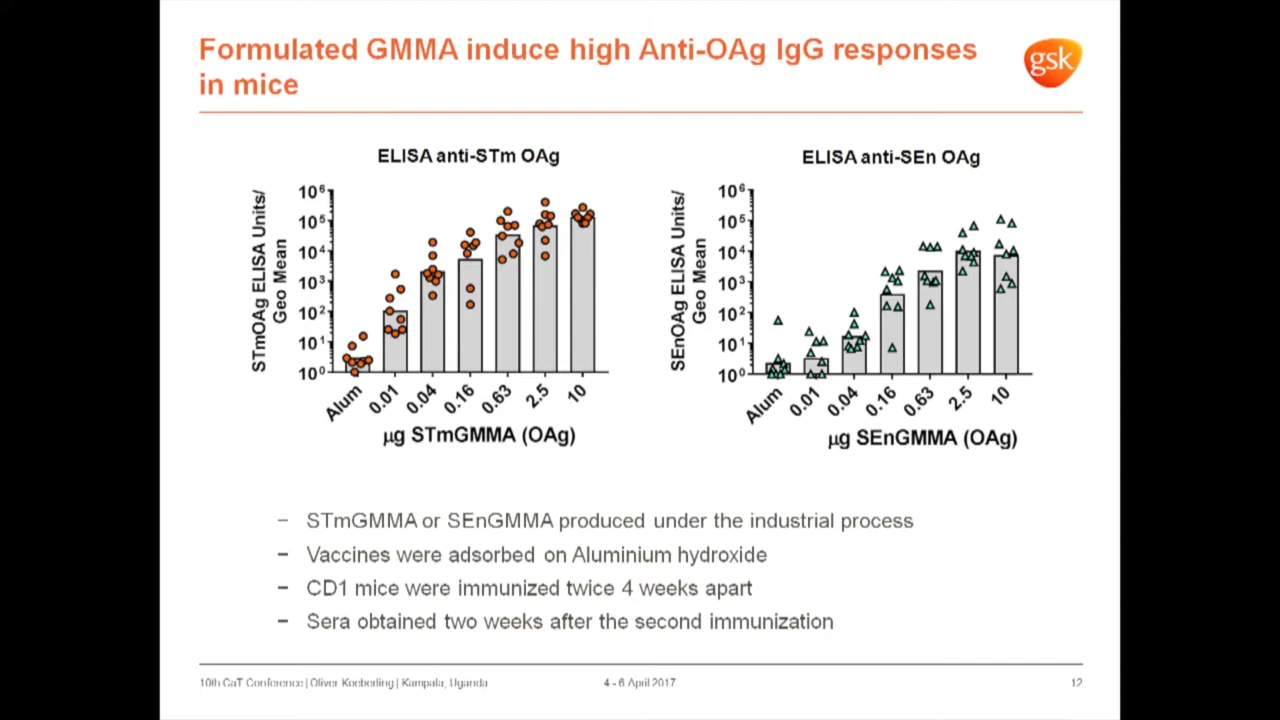 Formulated GMMA induce high Anti-OAg IgG responses
in mice
gsk
ELISA anti-STm OAg
STmOAg ELISA Units/
Geo Mean
10⁶
10⁵
10⁴
10³
10²
10¹
10⁰
Alum
0.01
0.04
0.16
0.63
2.5
10
µg STmGMMA (OAg)
ELISA anti-SEn OAg
SEnOAg ELISA Units/
Geo Mean
10⁶
10⁵
10⁴
10³
10²
10¹
10⁰
Alum
0.01
0.04
0.16
0.63
2.5
10
µg SEnGMMA (OAg)
– STmGMMA or SEnGMMA produced under the industrial process
– Vaccines were adsorbed on Aluminium hydroxide
– CD1 mice were immunized twice 4 weeks apart
– Sera obtained two weeks after the second immunization
10th CaT Conference | Oliver Koeberling | Kampala, Uganda
4 - 6 April 2017
12